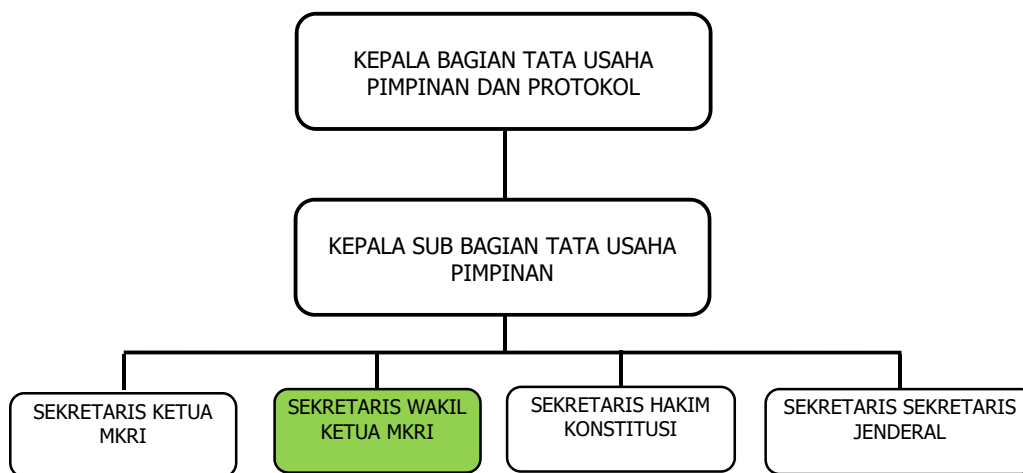 KEPALA BAGIAN TATA USAHA
PIMPINAN DAN PROTOKOL
KEPALA SUB BAGIAN TATA USAHA
PIMPINAN
SEKRETARIS KETUA
MKRI
SEKRETARIS WAKIL
KETUA MKRI
SEKRETARIS HAKIM
KONSTITUSI
SEKRETARIS SEKRETARIS
JENDERAL